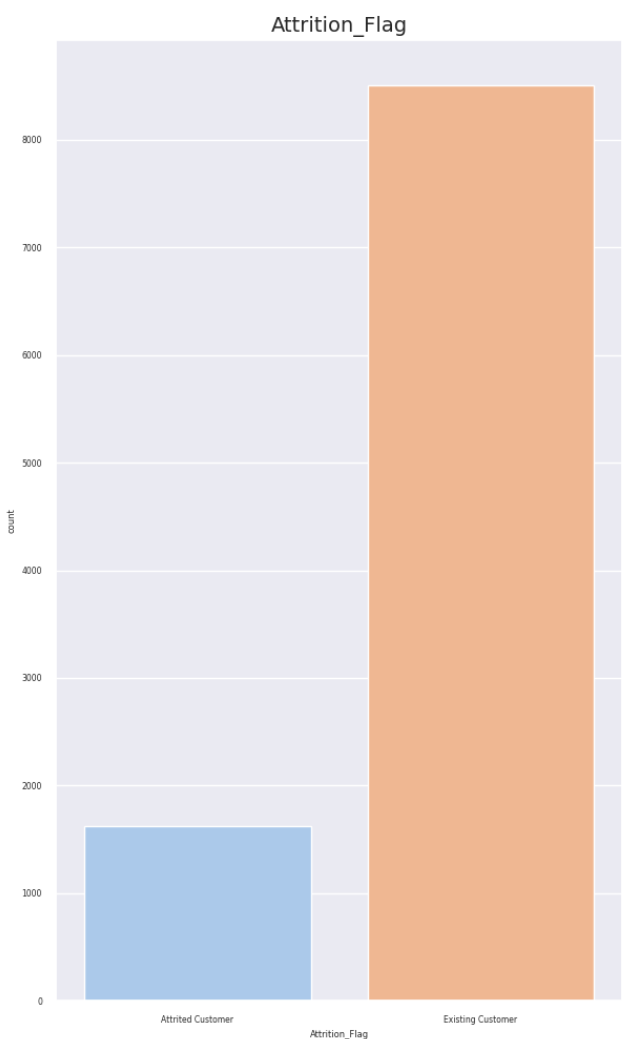 Attrition_Flag
8000
7000
6000
5000
count
4000
3000
2000
1000
0
Attrited Customer
Existing Customer
Attrition_Flag